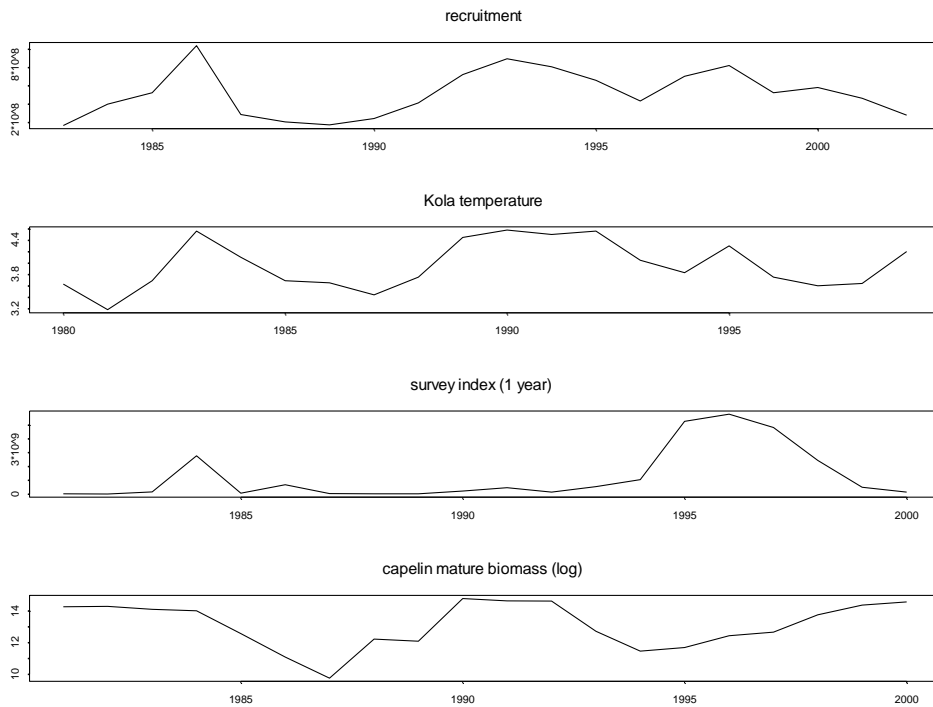 recruitment
8*10^8
2*10^8
1985 1990 1995 2000
Kola temperature
4.4
3.8
3.2
1980 1985 1990 1995
survey index (1 year)
3*10^9
0
1985 1990 1995 2000
capelin mature biomass (log)
14
12
10
1985 1990 1995 2000